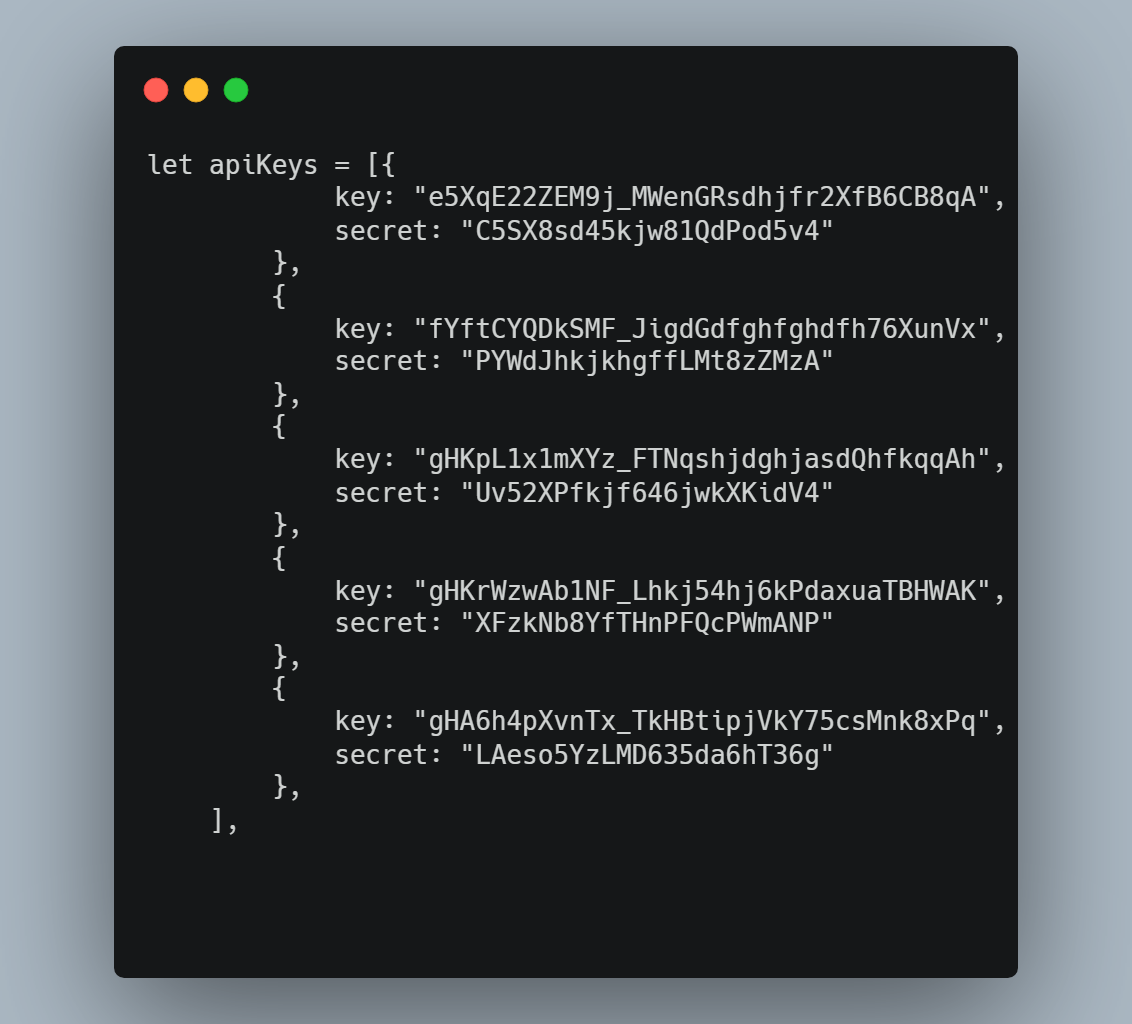 let apiKeys = [{
            key: "e5XqE22ZEM9j_MWenGRsdhjfr2XfB6CB8qA",
            secret: "C5SX8sd45kjw81QdPod5v4"
        },
        {
            key: "fYftCYQDkSMF_JigdGdfghfghdfh76XunVx",
            secret: "PYWdJhkjkhgffLMt8zZMzA"
        },
        {
            key: "gHKpL1x1mXYz_FTNqshjdghjasdQhfkqqAh",
            secret: "Uv52XPfkjf646jwkXKidV4"
        },
        {
            key: "gHKrWzwAb1NF_Lhkj54hj6kPdaxuaTBHWAK",
            secret: "XFzkNb8YfTHnPFQcPWmANP"
        },
        {
            key: "gHA6h4pXvnTx_TkHBtipjVkY75csMnk8xPq",
            secret: "LAeso5YzLMD635da6hT36g"
        },
    ],